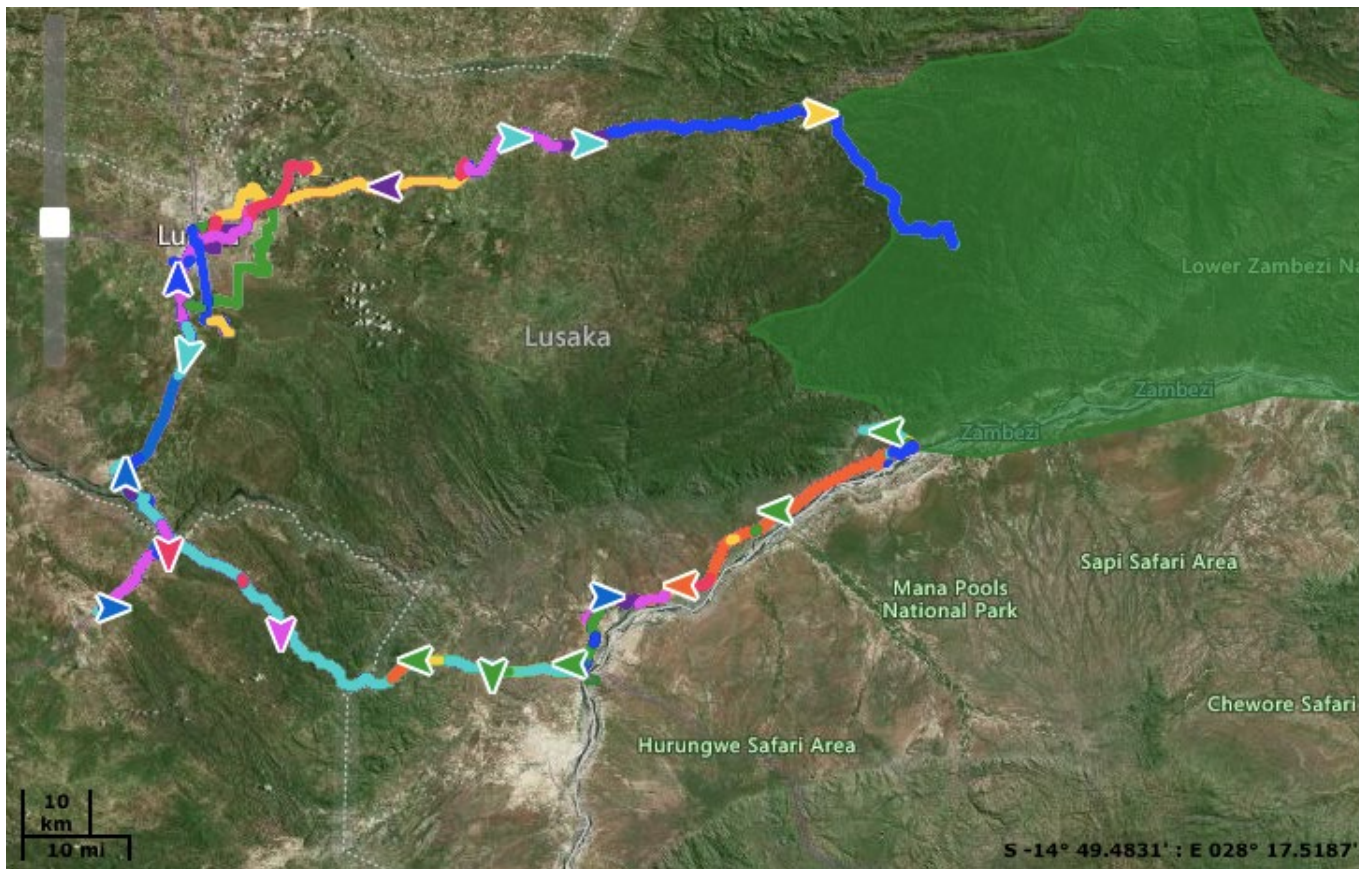 Lu
Lower Zambezi Na
Lusaka
Zambezi
Zambezi
Sapi Safari Area
Mana Pools
National Park
Chewore Safari
Hurungwe Safari Area
10
km
10 mi
S -14° 49.4831' : E 028° 17.5187'